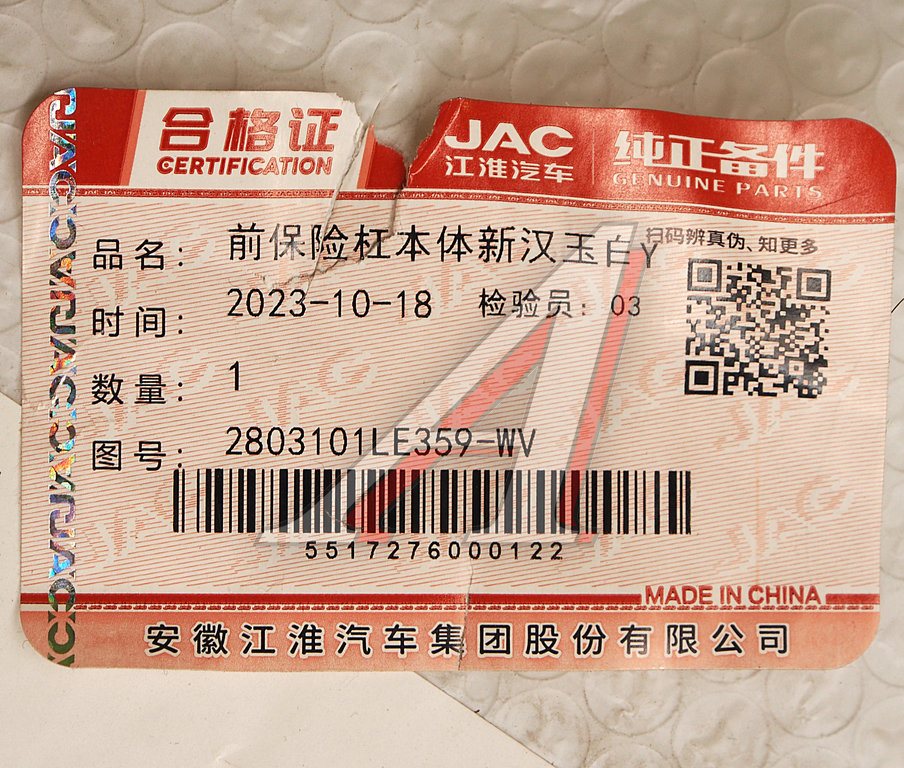 合格证
CERTIFICATION
JAC
江淮汽车
纯正备件
GENUINE PARTS
品名： 前保险杠本体新汉玉白Y
扫码辨真伪、知更多
时间： 2023-10-18 检验员：03
数量： 1
图号： 2803101LE359-WV
5517276000122
MADE IN CHINA
安徽江淮汽车集团股份有限公司